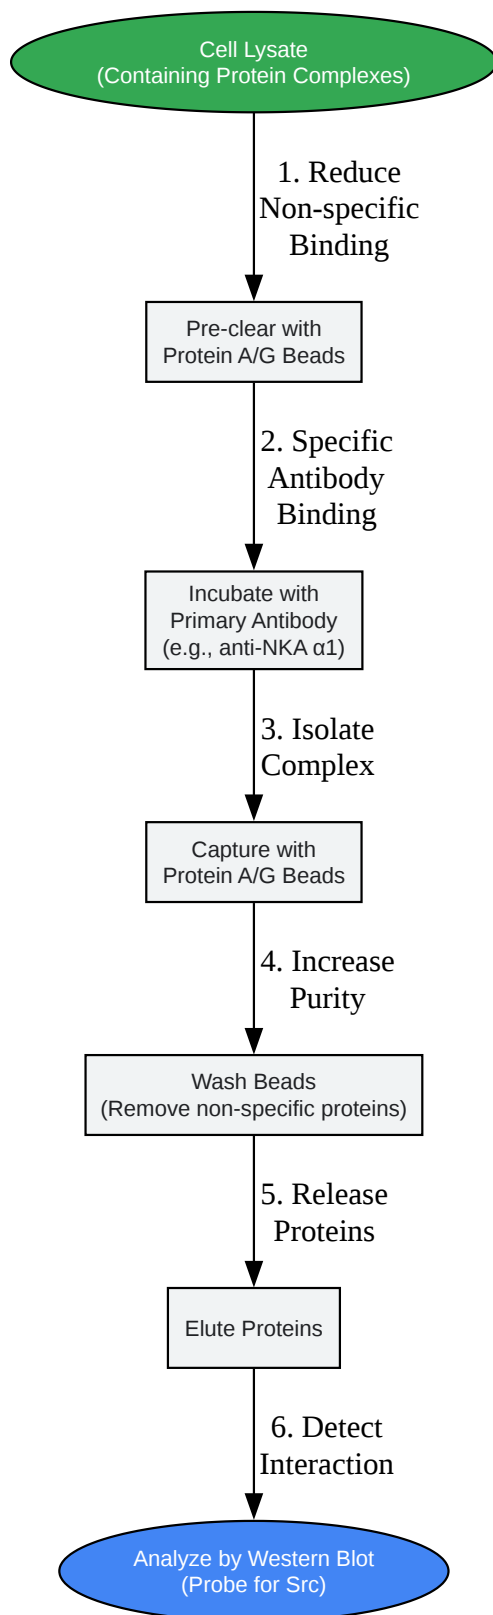 Cell Lysate
(Containing Protein Complexes)
1. Reduce
Non-specific
Binding
Pre-clear with
Protein A/G Beads
2. Specific
Antibody
Binding
Incubate with
Primary Antibody
(e.g., anti-NKA α1)
3. Isolate
Complex
Capture with
Protein A/G Beads
4. Increase
Purity
Wash Beads
(Remove non-specific proteins)
5. Release
Proteins
Elute Proteins
6. Detect
Interaction
Analyze by Western Blot
(Probe for Src)